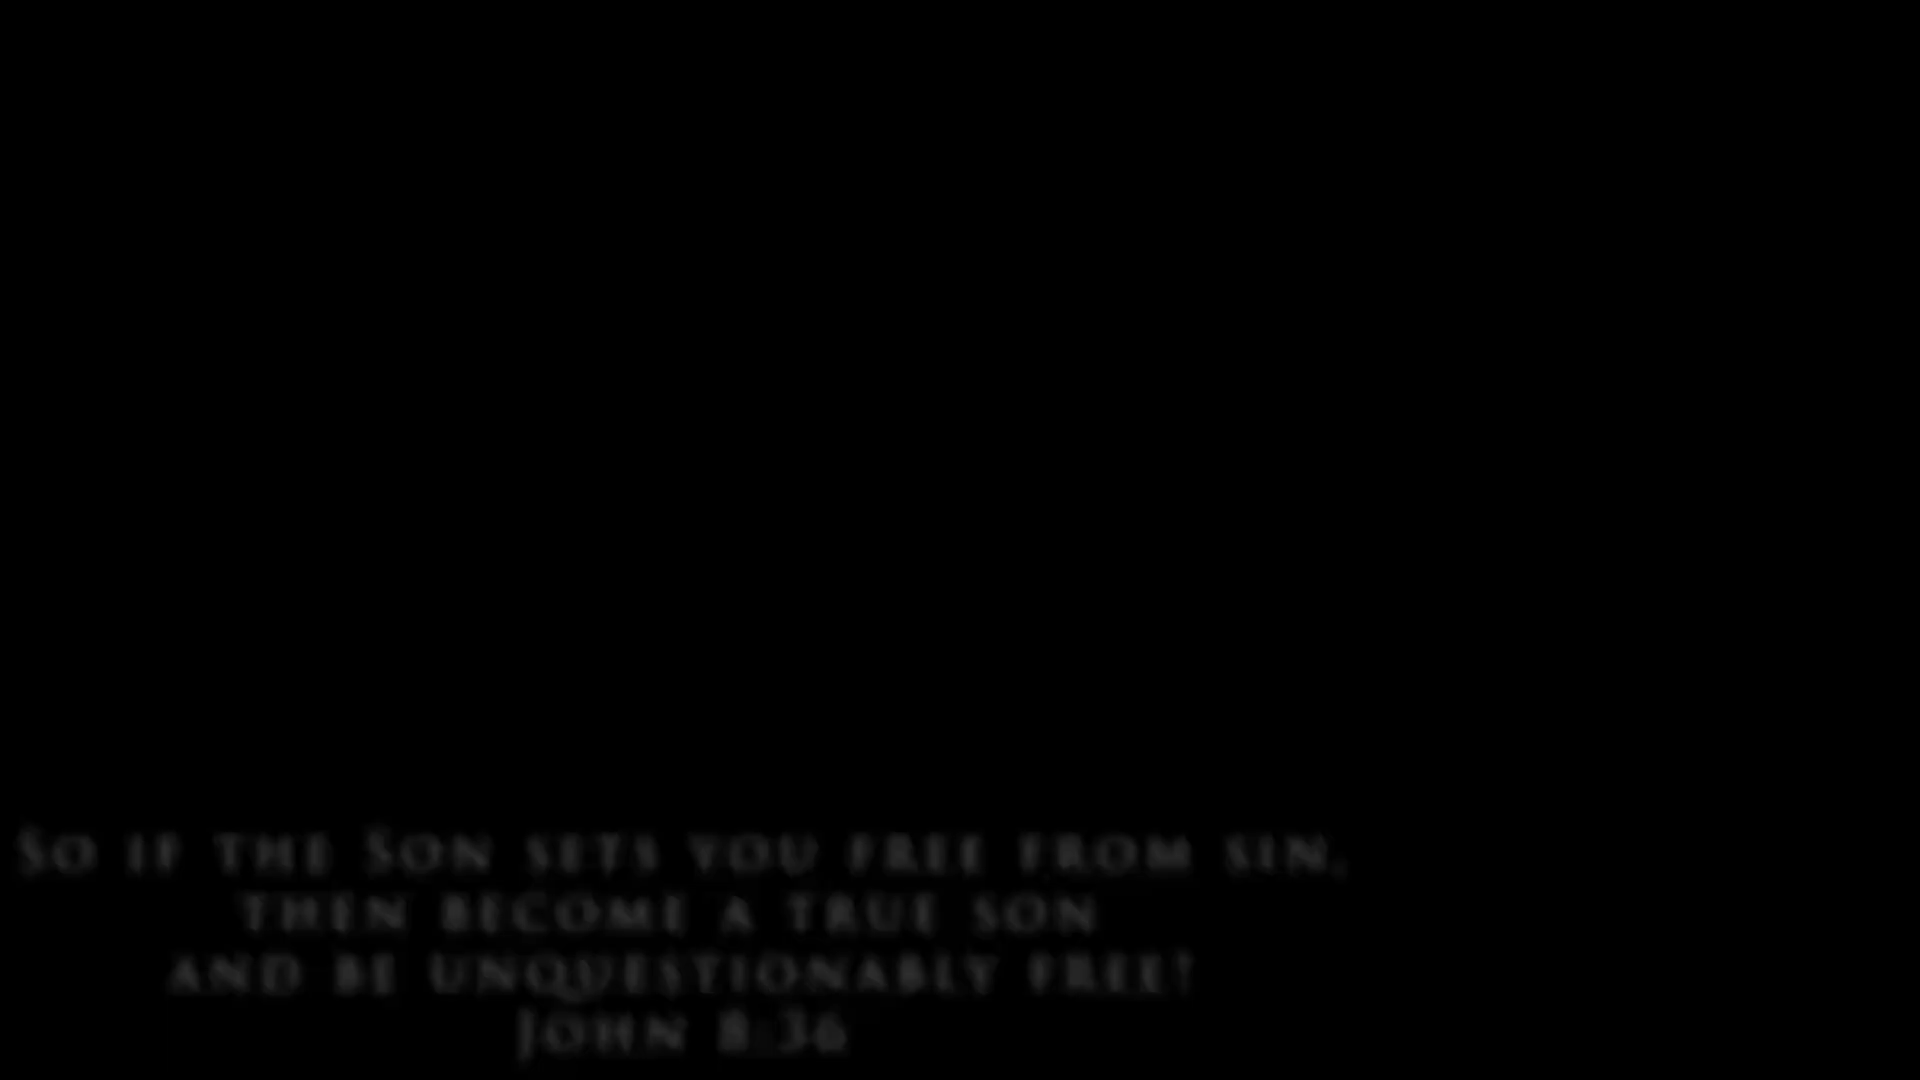 So if the Son sets you free from sin,
then become a true son
and be unquestionably free!
John 8:36